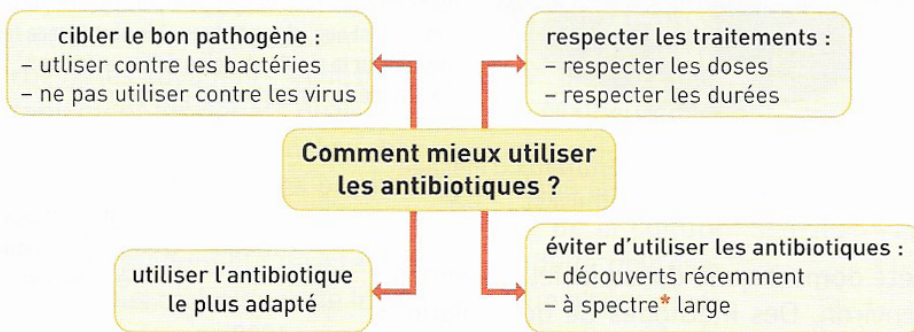 cibler le bon pathogène :
– utliser contre les bactéries
– ne pas utiliser contre les virus
respecter les traitements :
– respecter les doses
– respecter les durées
Comment mieux utiliser
les antibiotiques ?
utiliser l'antibiotique
le plus adapté
éviter d'utiliser les antibiotiques :
– découverts récemment
– à spectre* large